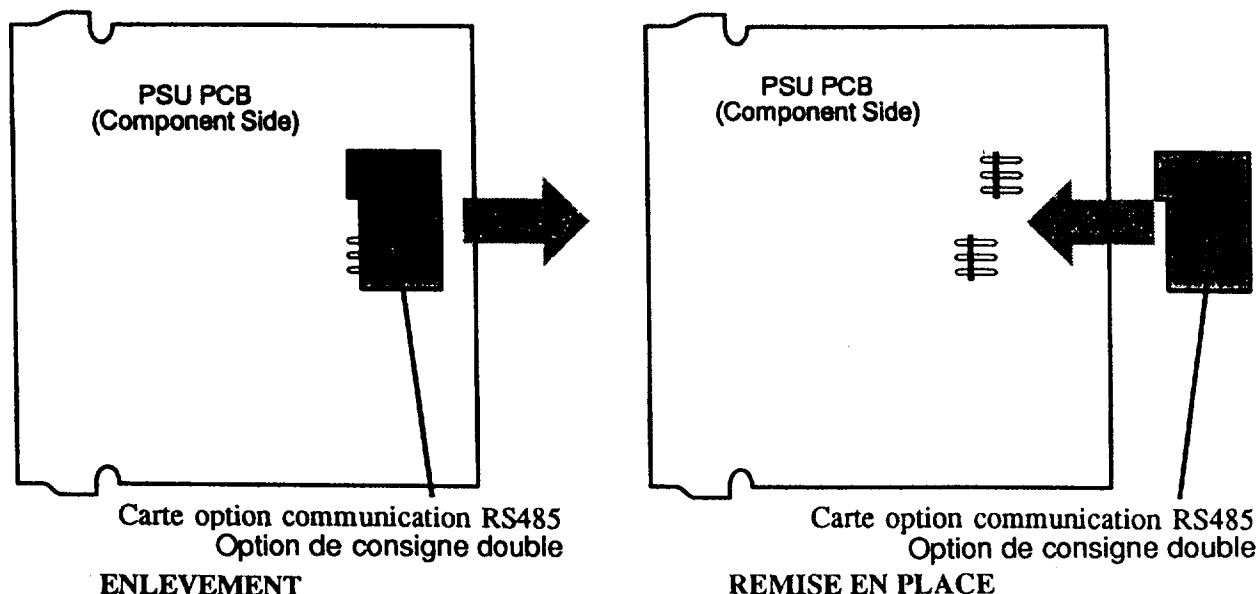 PSU PCB
(Component Side)
Carte option communication RS485
Option de consigne double
ENLEVEMENT
PSU PCB
(Component Side)
Carte option communication RS485
Option de consigne double
REMISE EN PLACE